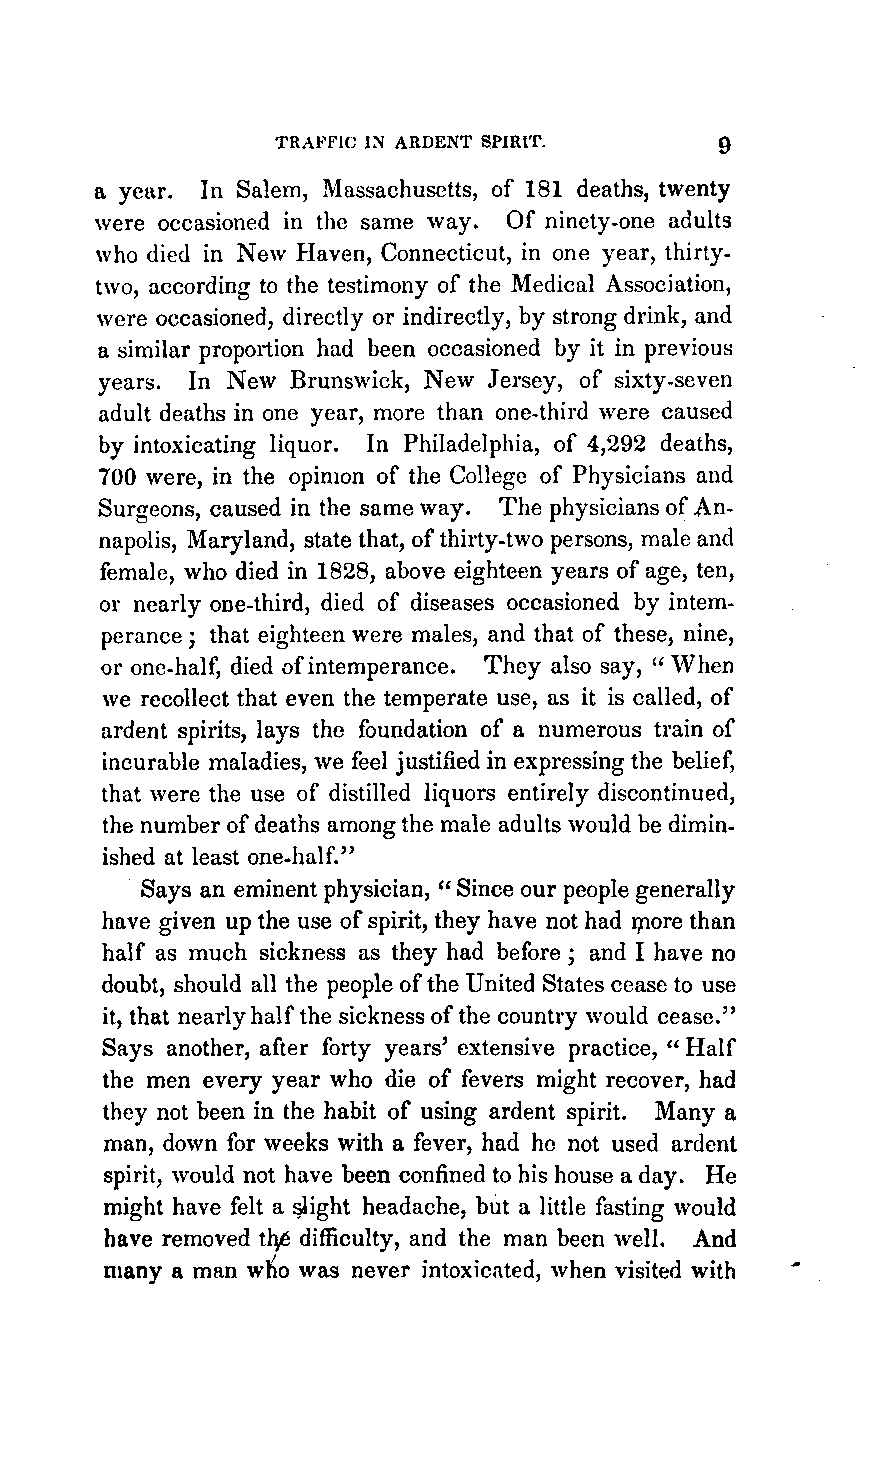 TRAFFIC IN ARDENT SPIRIT. 9
a year. In Salem, Massachusetts, of 181 deaths, twenty
were occasioned in the same way. Of ninety-one adults
who died in New Haven, Connecticut, in one year, thirty-
two, according to the testimony of the Medical Association,
were occasioned, directly or indirectly, by strong drink, and
a similar proportion had been occasioned by it in previous
years. In New Brunswick, New Jersey, of sixty-seven
adult deaths in one year, more than one-third were caused
by intoxicating liquor. In Philadelphia, of 4,292 deaths,
700 were, in the opinion of the College of Physicians and
Surgeons, caused in the same way. The physicians of An-
napolis, Maryland, state that, of thirty-two persons, male and
female, who died in 1828, above eighteen years of age, ten,
or nearly one-third, died of diseases occasioned by intem-
perance; that eighteen were males, and that of these, nine,
or one-half, died of intemperance. They also say, “When
we recollect that even the temperate use, as it is called, of
ardent spirits, lays the foundation of a numerous train of
incurable maladies, we feel justified in expressing the belief,
that were the use of distilled liquors entirely discontinued,
the number of deaths among the male adults would be dimin-
ished at least one-half.”
Says an eminent physician, “Since our people generally
have given up the use of spirit, they have not had more than
half as much sickness as they had before; and I have no
doubt, should all the people of the United States cease to use
it, that nearly half the sickness of the country would cease.”
Says another, after forty years’ extensive practice, “Half
the men every year who die of fevers might recover, had
they not been in the habit of using ardent spirit. Many a
man, down for weeks with a fever, had he not used ardent
spirit, would not have been confined to his house a day. He
might have felt a slight headache, but a little fasting would
have removed the difficulty, and the man been well. And
many a man who was never intoxicated, when visited with